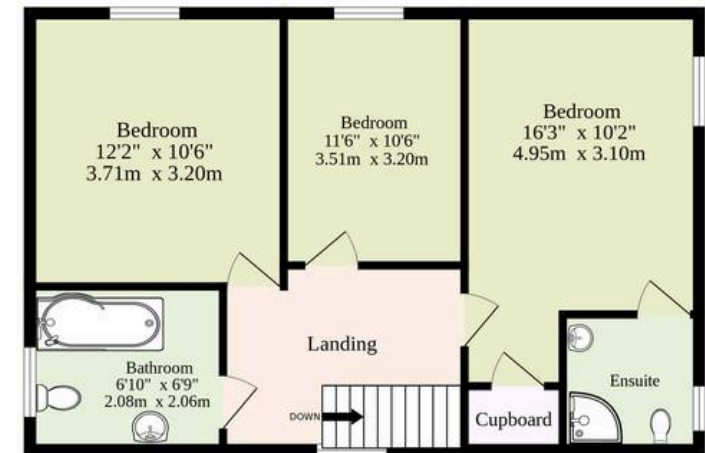 Bedroom
12'2" x 10'6"
3.71m x 3.20m
Bedroom
11'6" x 10'6"
3.51m x 3.20m
Bedroom
16'3" x 10'2"
4.95m x 3.10m
Landing
Bathroom
6'10" x 6'9"
2.08m x 2.06m
DOWN
Cupboard
Ensuite